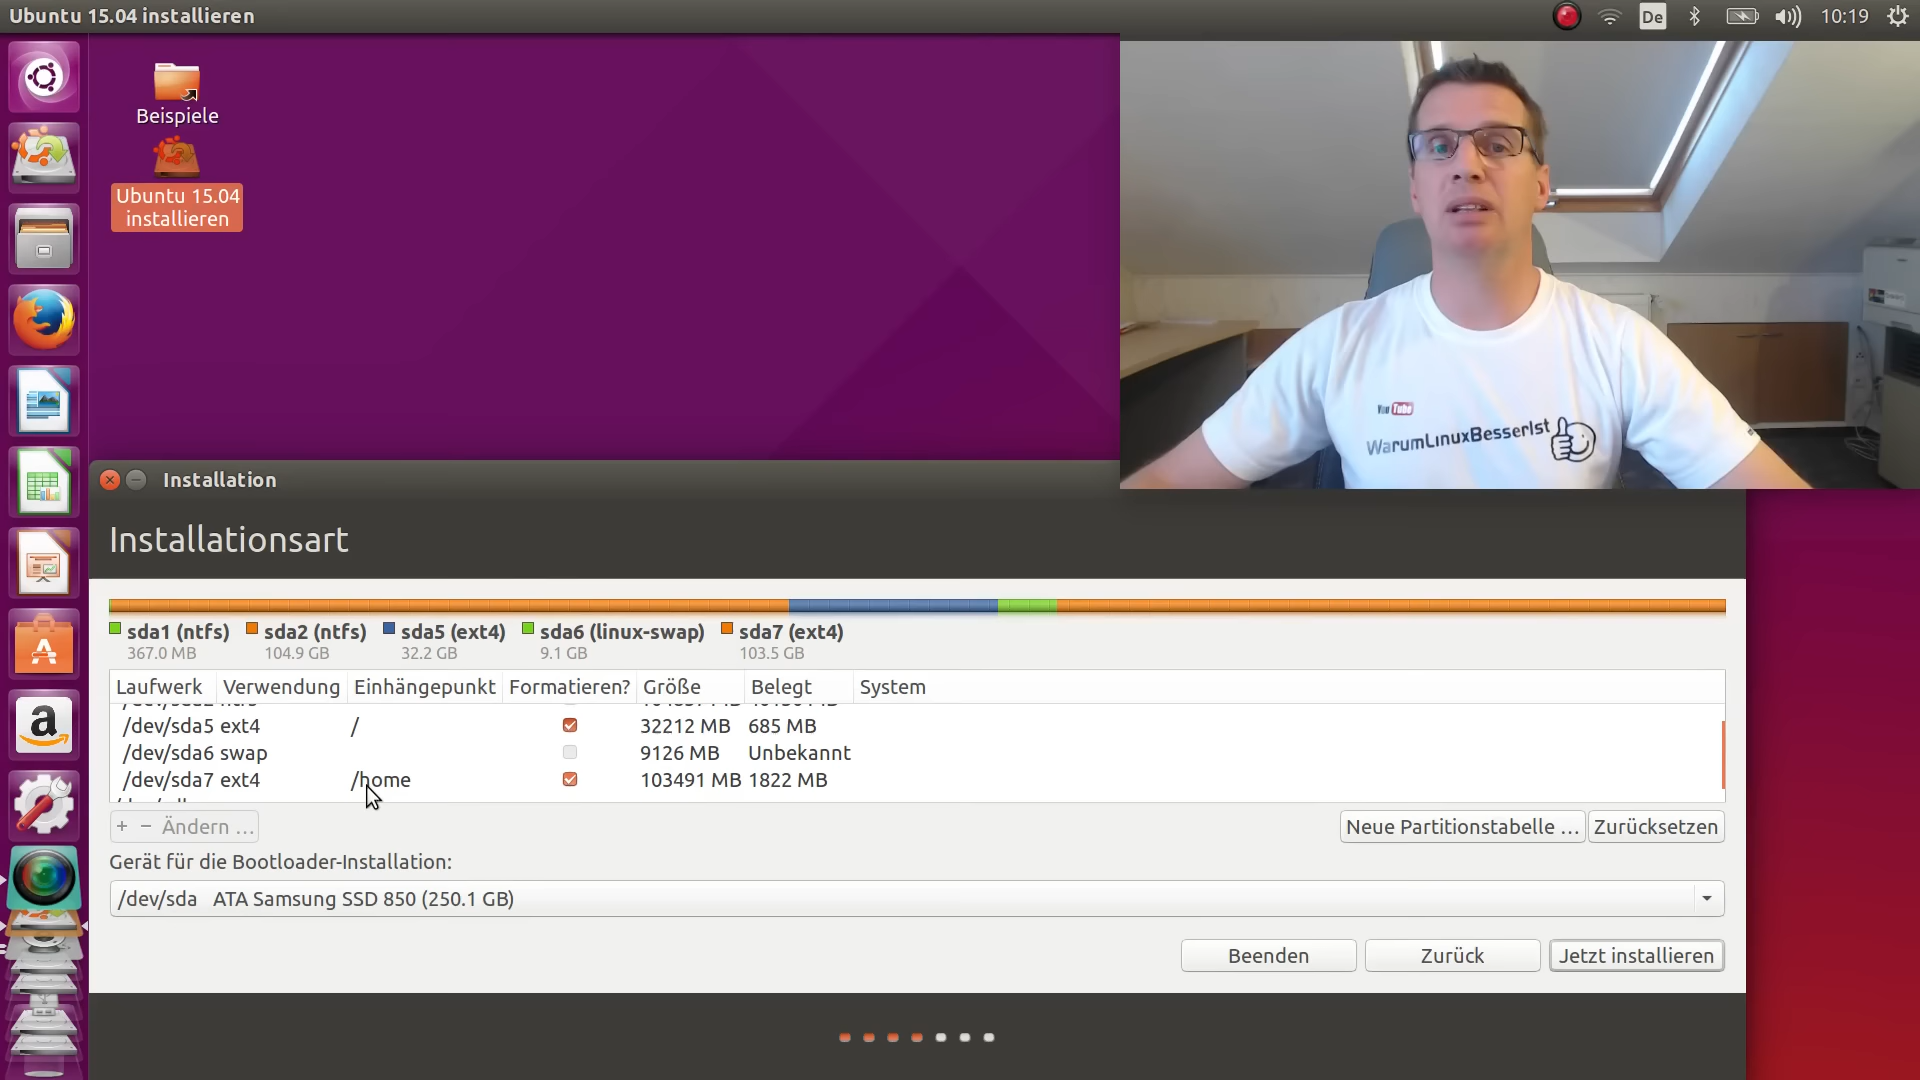 Ubuntu 15.04 installieren
De
10:19
Beispiele
Ubuntu 15.04
installieren
You Tube
WarumLinuxBesserIst
Installation
Installationsart
sda1 (ntfs)
367.0 MB
sda2 (ntfs)
104.9 GB
sda5 (ext4)
32.2 GB
sda6 (linux-swap)
9.1 GB
sda7 (ext4)
103.5 GB
Laufwerk Verwendung Einhängepunkt Formatieren? Größe Belegt System
/dev/sda5 ext4 / 32212 MB 685 MB
/dev/sda6 swap 9126 MB Unbekannt
/dev/sda7 ext4 /home 103491 MB 1822 MB
+ − Ändern …
Neue Partitionstabelle …
Zurücksetzen
Gerät für die Bootloader-Installation:
/dev/sda ATA Samsung SSD 850 (250.1 GB)
Beenden
Zurück
Jetzt installieren